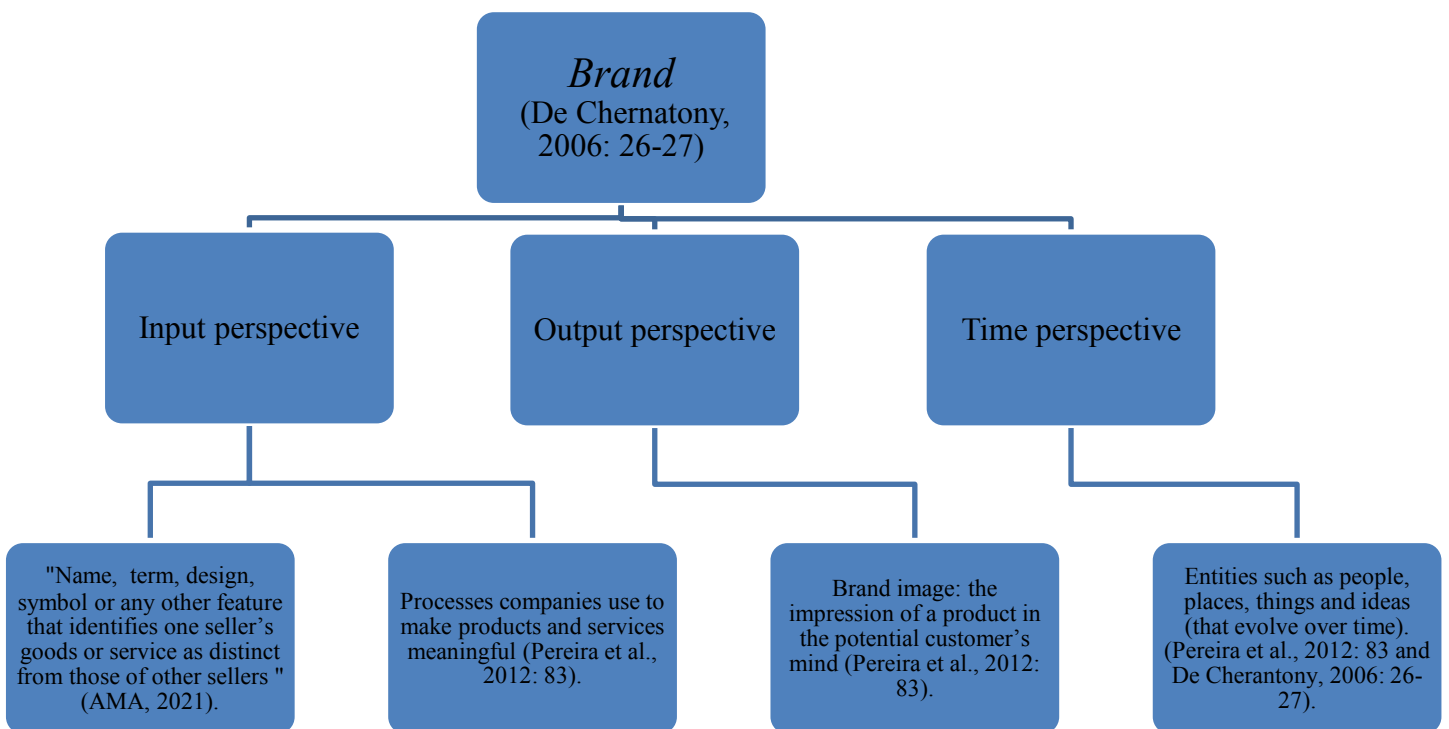 Brand
(De Chernatony,
2006: 26-27)
Input perspective
Output perspective
Time perspective
"Name,  term, design,
symbol or any other feature
that identifies one seller’s
goods or service as distinct
from those of other sellers "
(AMA, 2021).
Processes companies use to
make products and services
meaningful (Pereira et al.,
2012: 83).
Brand image: the
impression of a product in
the potential customer’s
mind (Pereira et al., 2012:
83).
Entities such as people,
places, things and ideas
(that evolve over time).
(Pereira et al., 2012: 83 and
De Cherantony, 2006: 26-
27).